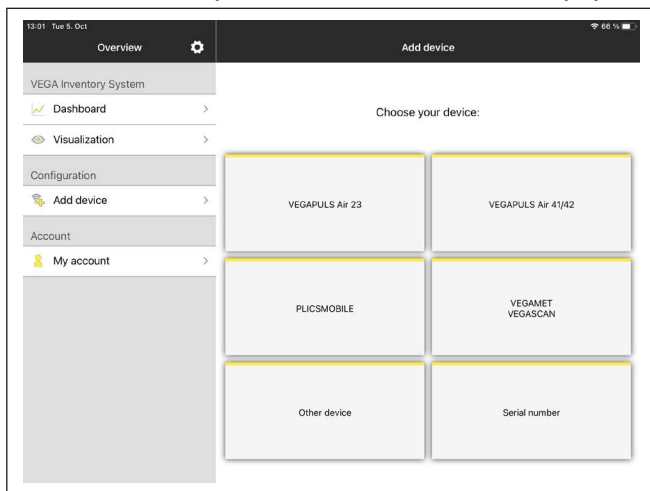 13:01 Tue 5. Oct
66 %
Overview
Add device
VEGA Inventory System
Dashboard
Visualization
Configuration
Add device
Account
My account
Choose your device:
VEGAPULS Air 23
VEGAPULS Air 41/42
PLICSMOBILE
VEGAMET
VEGASCAN
Other device
Serial number